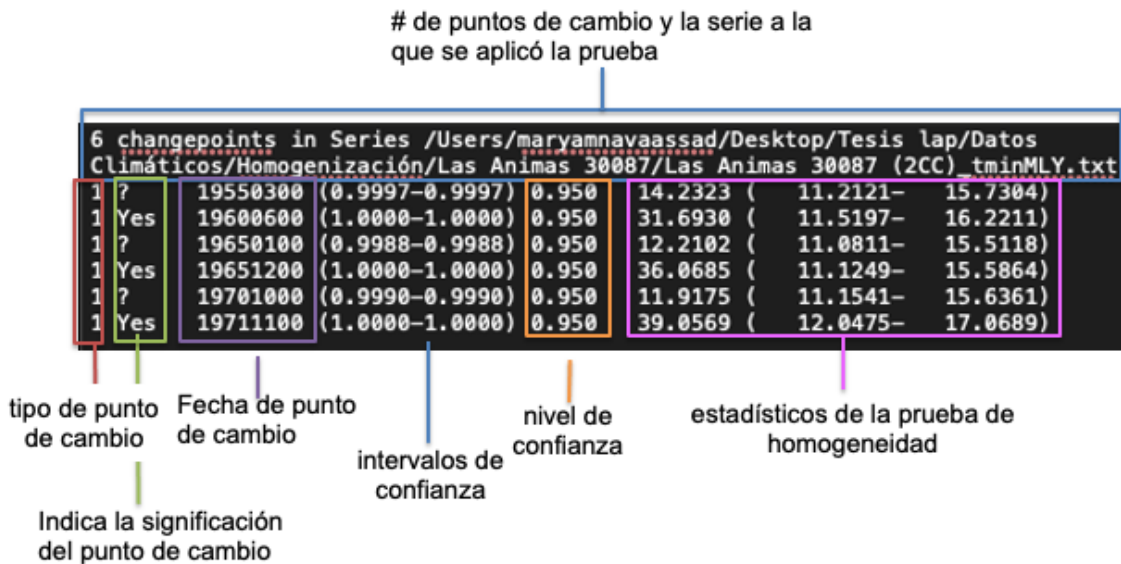 # de puntos de cambio y la serie a la
que se aplicó la prueba
6 changepoints in Series /Users/maryamnavaassad/Desktop/Tesis lap/Datos
Climáticos/Homogenización/Las Animas 30087/Las Animas 30087 (2CC)_tminMLY.txt
1 ? 19550300 (0.9997-0.9997) 0.950 14.2323 ( 11.2121- 15.7304)
1 Yes 19600600 (1.0000-1.0000) 0.950 31.6930 ( 11.5197- 16.2211)
1 ? 19650100 (0.9988-0.9988) 0.950 12.2102 ( 11.0811- 15.5118)
1 Yes 19651200 (1.0000-1.0000) 0.950 36.0685 ( 11.1249- 15.5864)
1 ? 19701000 (0.9990-0.9990) 0.950 11.9175 ( 11.1541- 15.6361)
1 Yes 19711100 (1.0000-1.0000) 0.950 39.0569 ( 12.0475- 17.0689)
tipo de punto
de cambio
Fecha de punto
de cambio
intervalos de
confianza
nivel de
confianza
estadísticos de la prueba de
homogeneidad
Indica la significación
del punto de cambio